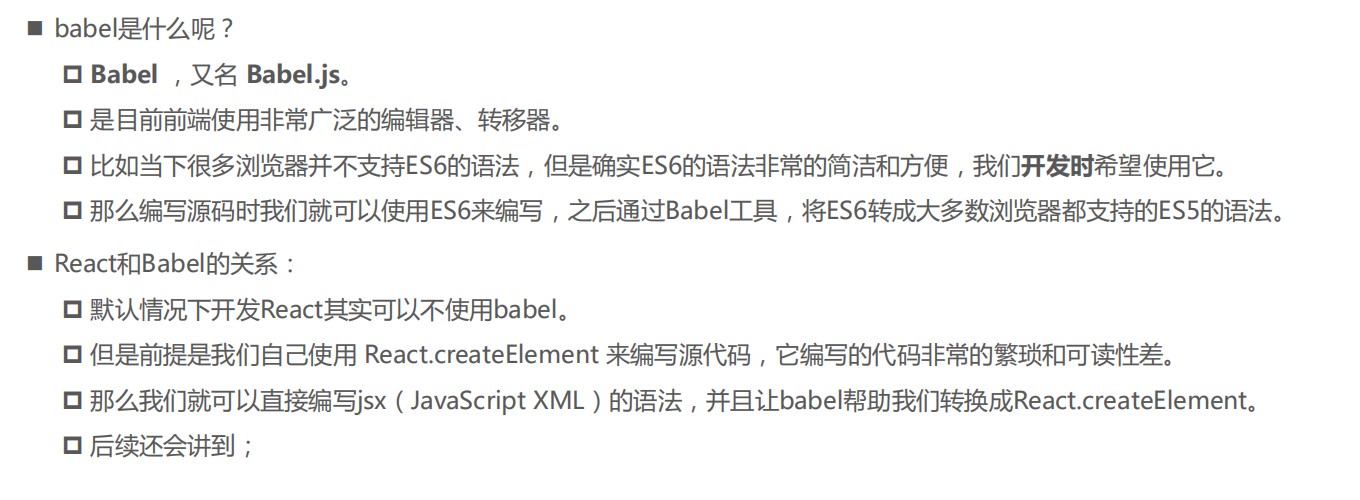 ■ babel是什么呢？
Babel ，又名 Babel.js。
是目前前端使用非常广泛的编辑器、转移器。
比如当下很多浏览器并不支持ES6的语法，但是确实ES6的语法非常的简洁和方便，我们开发时希望使用它。
那么编写源码时我们就可以使用ES6来编写，之后通过Babel工具，将ES6转成大多数浏览器都支持的ES5的语法。
■ React和Babel的关系：
默认情况下开发React其实可以不使用babel。
但是前提是我们自己使用 React.createElement 来编写源代码，它编写的代码非常的繁琐和可读性差。
那么我们就可以直接编写jsx（JavaScript XML）的语法，并且让babel帮助我们转换成React.createElement。
后续还会讲到；